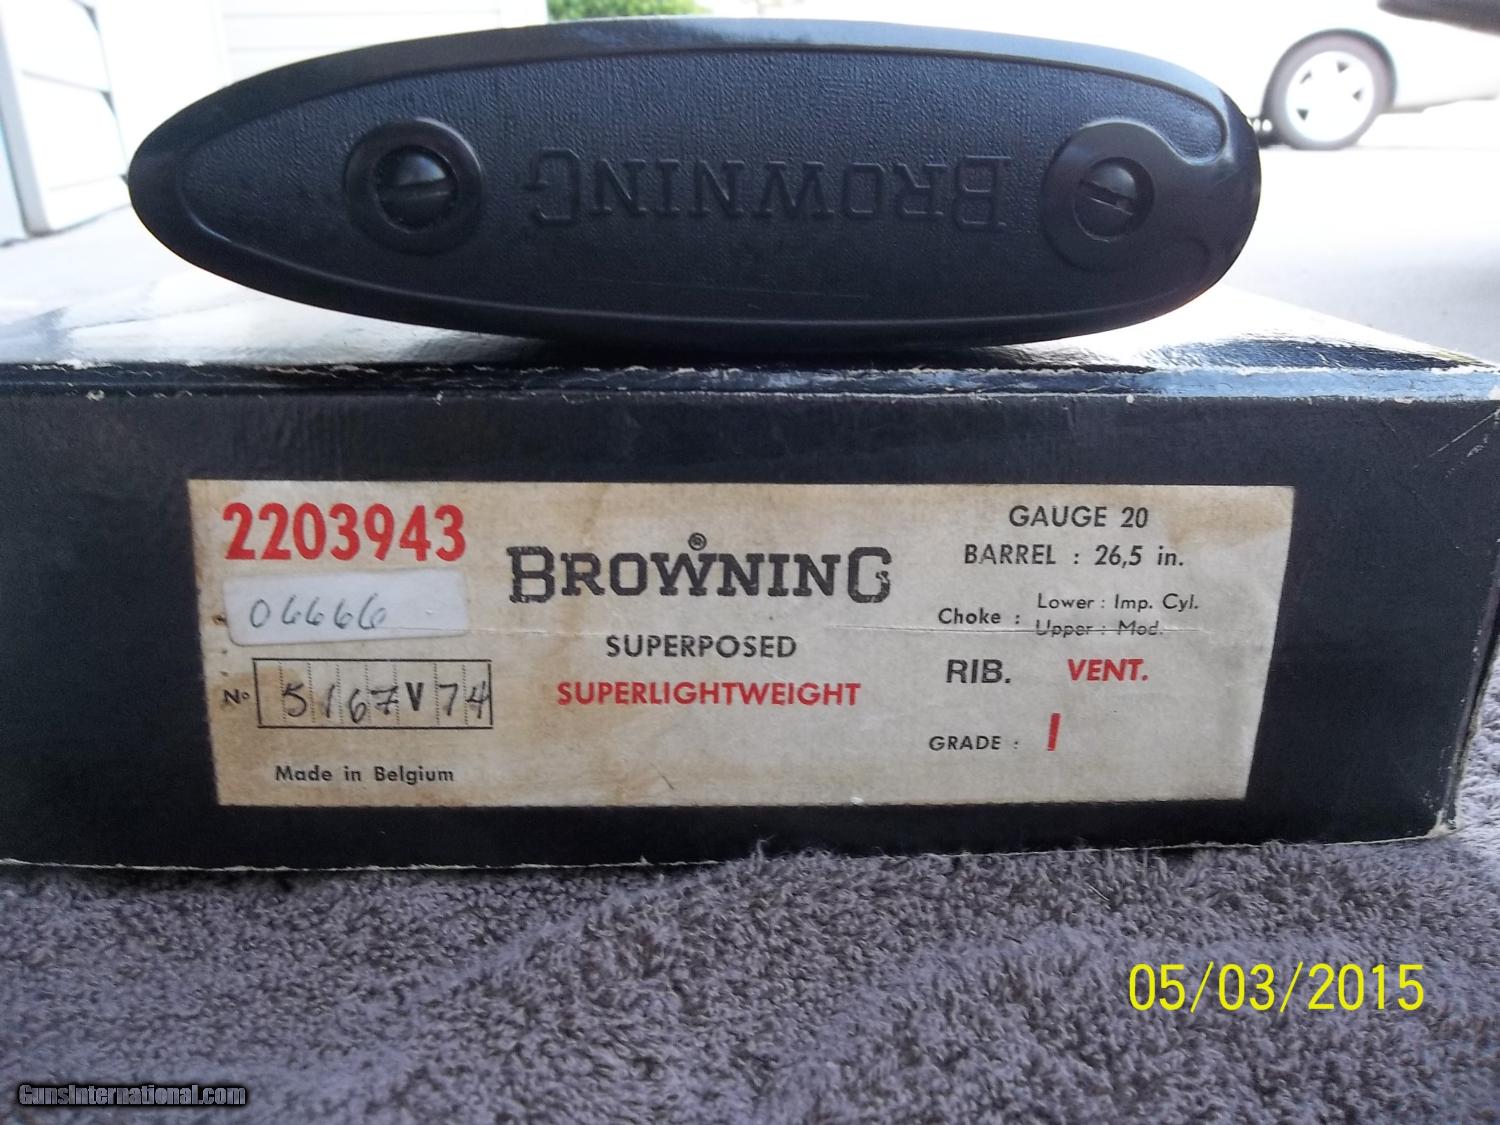 BROWNING
2203943
06666
No 5167V74
Made in Belgium
BROWNING®
SUPERPOSED
SUPERLIGHTWEIGHT
GAUGE 20
BARREL : 26,5 in.
Choke : Lower : Imp. Cyl.
Upper : Mod.
RIB. VENT.
GRADE : I
05/03/2015
GunsInternational.com